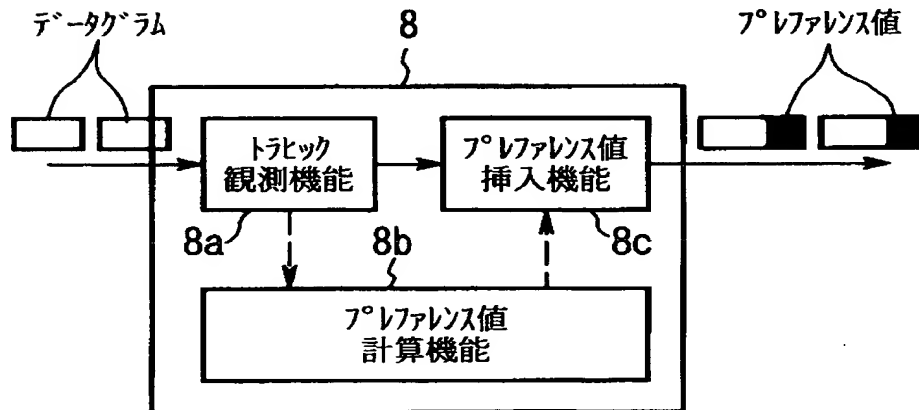 データグラム
8
プレファレンス値
トラヒック
観測機能
プレファレンス値
挿入機能
8a
8b
8c
プレファレンス値
計算機能